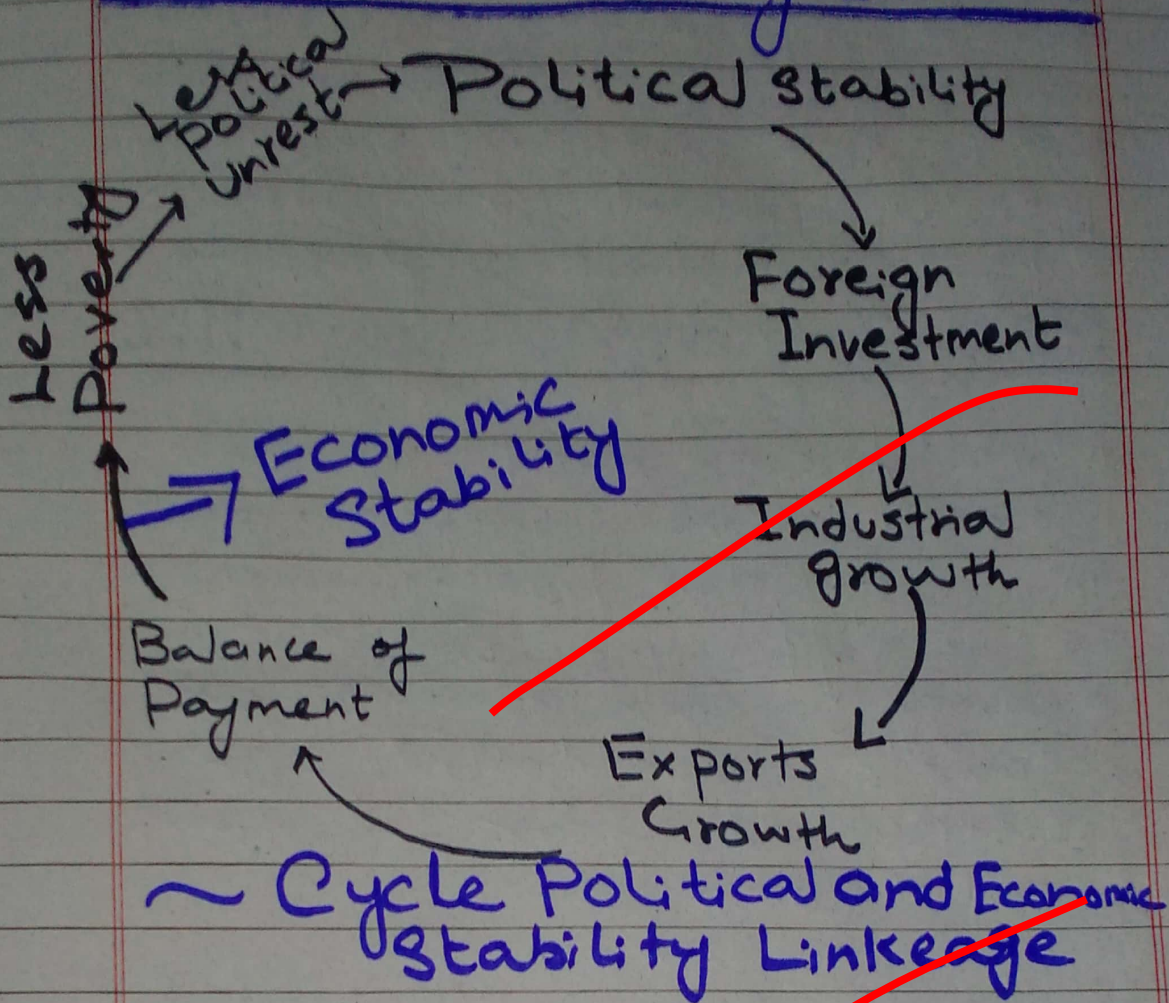 Political Stability
Foreign
Investment
Industrial
growth
Exports
Growth
Balance of
Payment
Economic
Stability
Less
Poverty
Less
Political
unrest
~ Cycle Political and Economic
Stability Linkeage